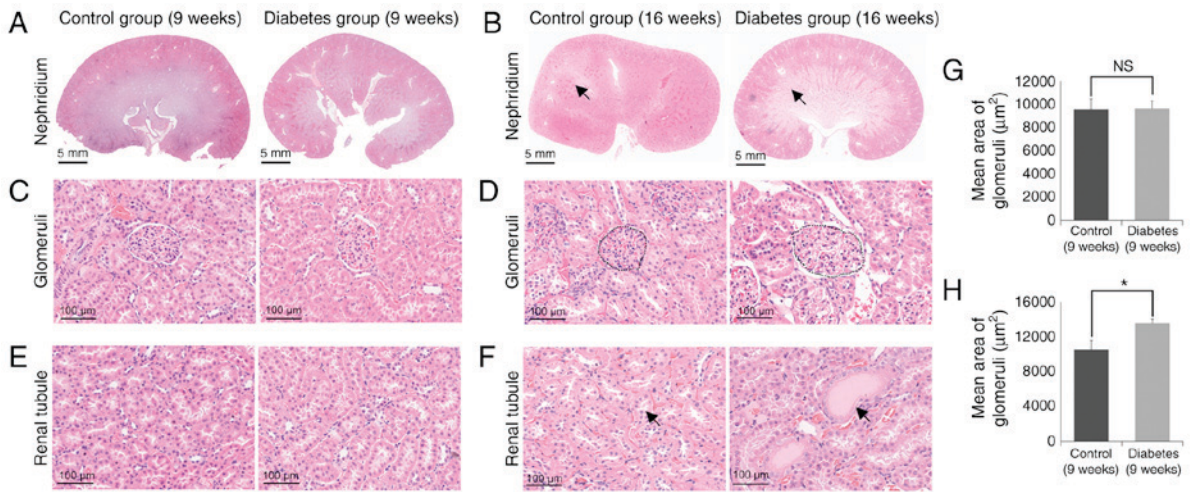 A
Control group (9 weeks)
Diabetes group (9 weeks)
Nephridium
5 mm
5 mm
B
Control group (16 weeks)
Diabetes group (16 weeks)
Nephridium
5 mm
5 mm
C
Glomeruli
100 µm
100 µm
D
Glomeruli
100 µm
100 µm
E
Renal tubule
100 µm
100 µm
F
Renal tubule
100 µm
100 µm
G
NS
Mean area of
glomeruli (µm²)
12000
10000
8000
6000
4000
2000
0
Control
(9 weeks)
Diabetes
(9 weeks)
H
*
Mean area of
glomeruli (µm²)
16000
12000
8000
4000
0
Control
(9 weeks)
Diabetes
(9 weeks)